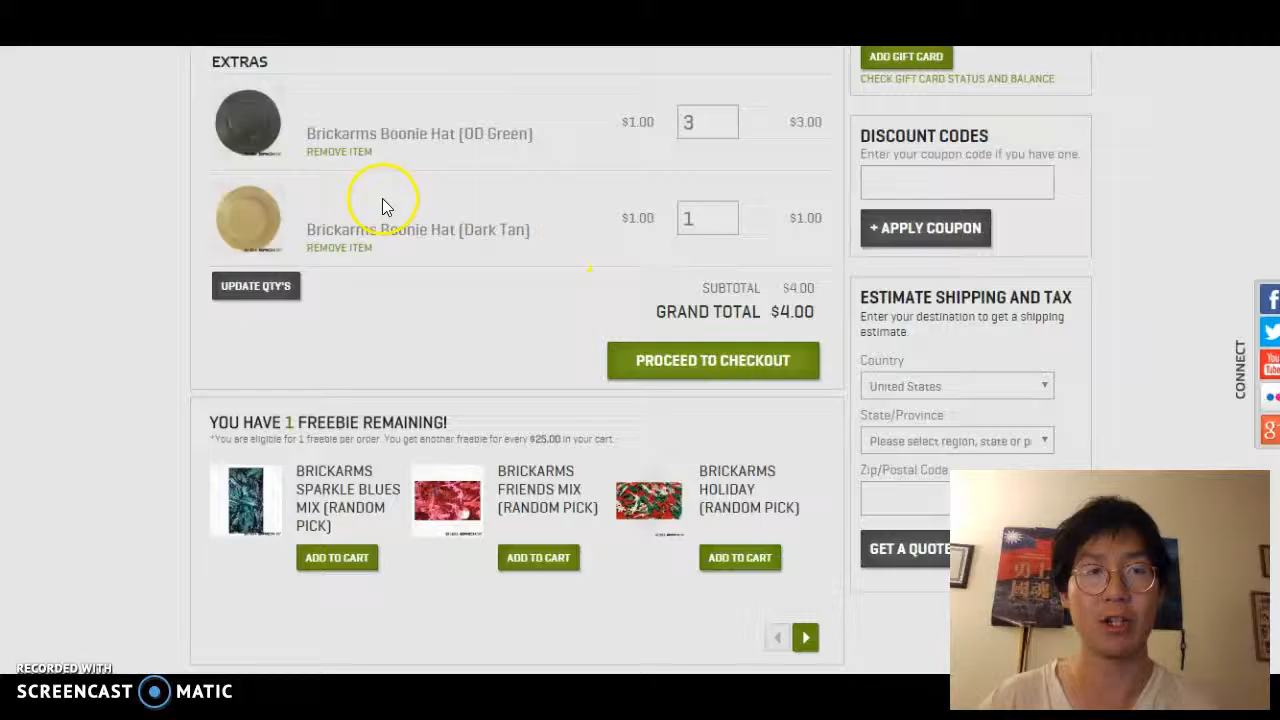 EXTRAS
Brickarms Boonie Hat (OD Green)
REMOVE ITEM
$1.00
3
$3.00
Brickarms Boonie Hat (Dark Tan)
REMOVE ITEM
$1.00
1
$1.00
UPDATE QTY'S
SUBTOTAL $4.00
GRAND TOTAL $4.00
PROCEED TO CHECKOUT
YOU HAVE 1 FREEBIE REMAINING!
*You are eligible for 1 freebie per order. You get another freebie for every $25.00 in your cart.
BRICKARMS
SPARKLE BLUES
MIX (RANDOM
PICK)
ADD TO CART
BRICKARMS
FRIENDS MIX
(RANDOM PICK)
ADD TO CART
BRICKARMS
HOLIDAY
(RANDOM PICK)
ADD TO CART
ADD GIFT CARD
CHECK GIFT CARD STATUS AND BALANCE
DISCOUNT CODES
Enter your coupon code if you have one.
+ APPLY COUPON
ESTIMATE SHIPPING AND TAX
Enter your destination to get a shipping
estimate.
Country
United States
State/Province
Please select region, state or p
Zip/Postal Code
GET A QUOTE
CONNECT
f
You
Tube
g+
勇士
國魂
RECORDED WITH
SCREENCAST MATIC